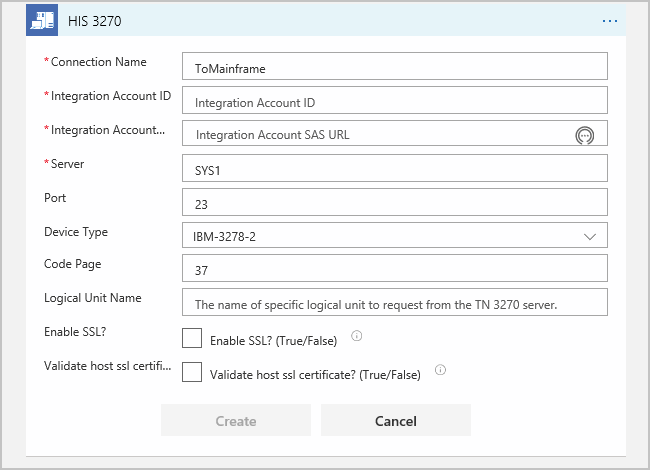 HIS 3270
* Connection Name
ToMainframe
* Integration Account ID
Integration Account ID
* Integration Account...
Integration Account SAS URL
* Server
SYS1
Port
23
Device Type
IBM-3278-2
Code Page
37
Logical Unit Name
The name of specific logical unit to request from the TN 3270 server.
Enable SSL?
Enable SSL? (True/False)
Validate host ssl certifi...
Validate host ssl certificate? (True/False)
Create
Cancel